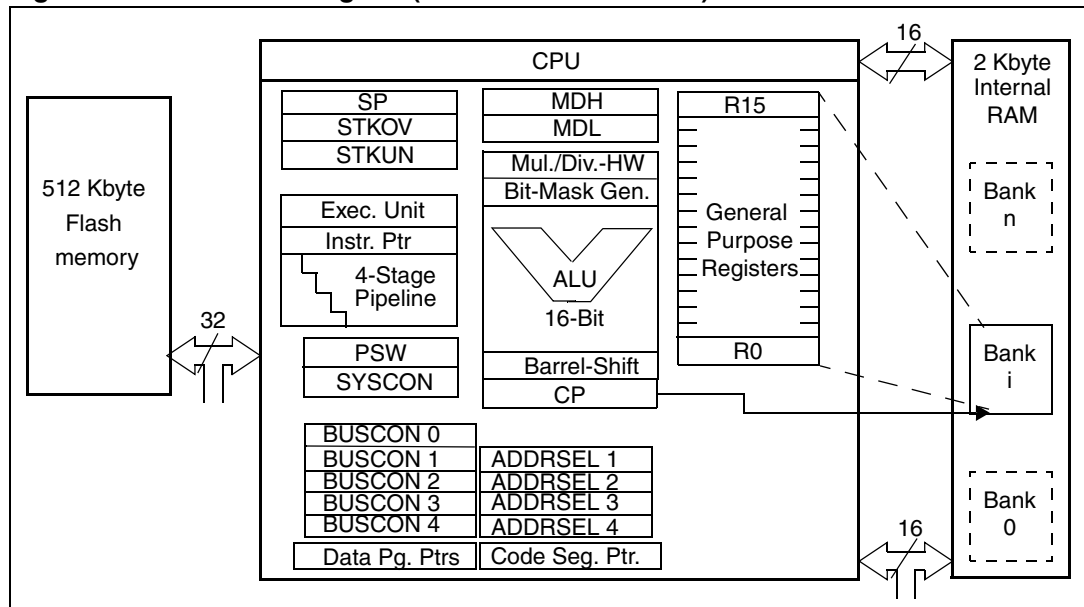 CPU
16
2 Kbyte
Internal
RAM
512 Kbyte
Flash
memory
32
SP
STKOV
STKUN
Exec. Unit
Instr. Ptr
4-Stage
Pipeline
PSW
SYSCON
MDH
MDL
Mul./Div.-HW
Bit-Mask Gen.
ALU
16-Bit
Barrel-Shift
CP
R15
General
Purpose
Registers
R0
Bank
n
Bank
i
Bank
0
BUSCON 0
BUSCON 1
BUSCON 2
BUSCON 3
BUSCON 4
ADDRSEL 1
ADDRSEL 2
ADDRSEL 3
ADDRSEL 4
Data Pg. Ptrs
Code Seg. Ptr.
16
16